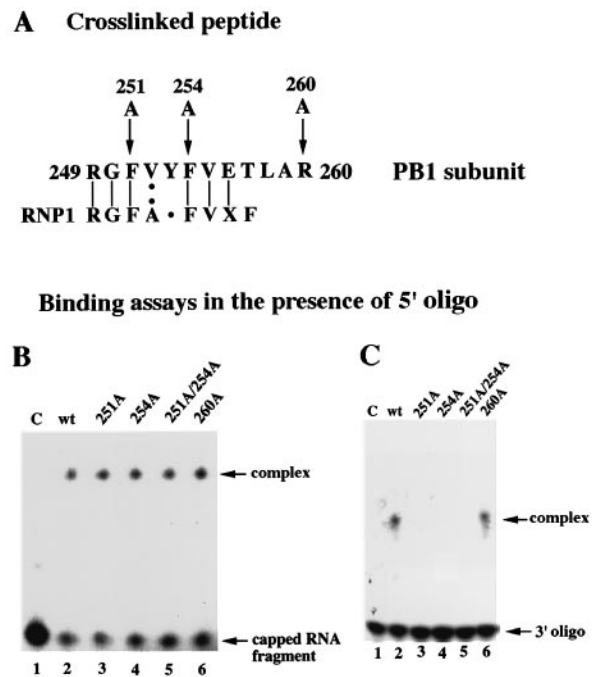 A Crosslinked peptide
251 254 260
A A A
249 R G F V Y F V E T L A R 260 PB1 subunit
RNP1 R G F A • F V X F
Binding assays in the presence of 5' oligo
B
C wt 251A 254A 251A/254A 260A
complex
capped RNA
fragment
1 2 3 4 5 6
C
C wt 251A 254A 251A/254A 260A
complex
3' oligo
1 2 3 4 5 6